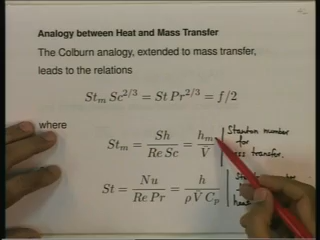 Analogy between Heat and Mass Transfer
The Colburn analogy, extended to mass transfer,
leads to the relations
St_m Sc^{2/3} = St Pr^{2/3} = f/2
where
St_m = Sh / (Re Sc) = h_m / V̄
Stanton number
for
mass transfer.
St = Nu / (Re Pr) = h / (ρ V̄ C_p)